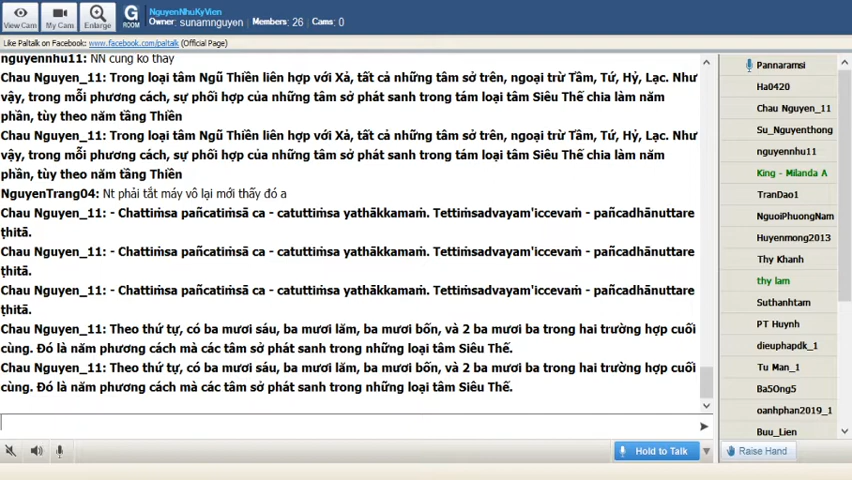 View Cam
My Cam
Enlarge
G
ROOM
NguyenNhuKyVien
Owner: sunamnguyen Members: 26 Cams: 0
Like Paltalk on Facebook: www.facebook.com/paltalk (Official Page)
nguyennhu11: NN cung ko thay
Chau Nguyen_11: Trong loại tâm Ngũ Thiền liên hợp với Xả, tất cả những tâm sở trên, ngoại trừ Tầm, Tứ, Hỷ, Lạc. Như
vậy, trong mỗi phương cách, sự phối hợp của những tâm sở phát sanh trong tám loại tâm Siêu Thế chia làm năm
phần, tùy theo năm tầng Thiền
Chau Nguyen_11: Trong loại tâm Ngũ Thiền liên hợp với Xả, tất cả những tâm sở trên, ngoại trừ Tầm, Tứ, Hỷ, Lạc. Như
vậy, trong mỗi phương cách, sự phối hợp của những tâm sở phát sanh trong tám loại tâm Siêu Thế chia làm năm
phần, tùy theo năm tầng Thiền
NguyenTrang04: Nt phải tắt máy vô lại mới thấy đó a
Chau Nguyen_11: - Chattiṁsa pañcatiṁsā ca - catuttiṁsa yathākkamaṁ. Tettiṁsadvayam'iccevaṁ - pañcadhānuttare
ṭhitā.
Chau Nguyen_11: - Chattiṁsa pañcatiṁsā ca - catuttiṁsa yathākkamaṁ. Tettiṁsadvayam'iccevaṁ - pañcadhānuttare
ṭhitā.
Chau Nguyen_11: - Chattiṁsa pañcatiṁsā ca - catuttiṁsa yathākkamaṁ. Tettiṁsadvayam'iccevaṁ - pañcadhānuttare
ṭhitā.
Chau Nguyen_11: Theo thứ tự, có ba mươi sáu, ba mươi lăm, ba mươi bốn, và 2 ba mươi ba trong hai trường hợp cuối
cùng. Đó là năm phương cách mà các tâm sở phát sanh trong những loại tâm Siêu Thế.
Chau Nguyen_11: Theo thứ tự, có ba mươi sáu, ba mươi lăm, ba mươi bốn, và 2 ba mươi ba trong hai trường hợp cuối
cùng. Đó là năm phương cách mà các tâm sở phát sanh trong những loại tâm Siêu Thế.
Hold to Talk
Pannaramsi
Ha0420
Chau Nguyen_11
Su_Nguyenthong
nguyennhu11
King - Milanda A
TranDao1
NguoiPhuongNam
Huyenmong2013
Thy Khanh
thy lam
Suthanhtam
PT Huynh
dieuphapdk_1
Tu Man_1
Ba5Ong5
oanhphan2019_1
Buu_Lien
Raise Hand